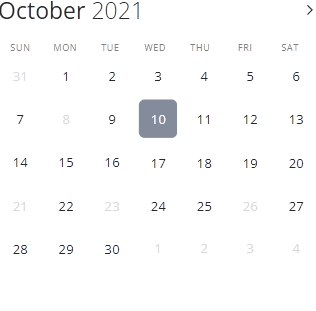 October 2021
SUN MON TUE WED THU FRI SAT
31 1 2 3 4 5 6
7 8 9 10 11 12 13
14 15 16 17 18 19 20
21 22 23 24 25 26 27
28 29 30 1 2 3 4